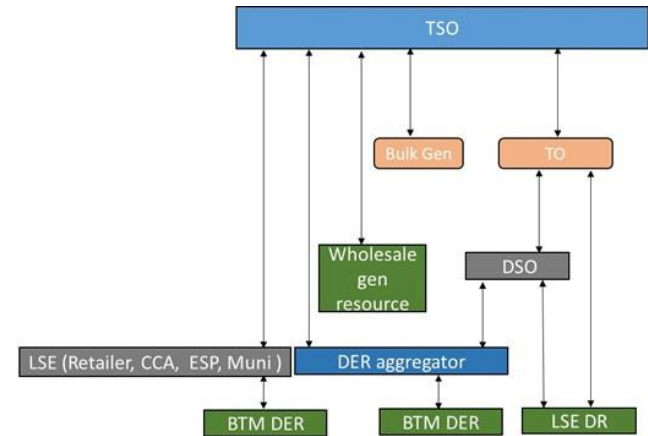 TSO
Bulk Gen
TO
Wholesale
gen
resource
DSO
LSE (Retailer, CCA, ESP, Muni )
DER aggregator
BTM DER
BTM DER
LSE DR